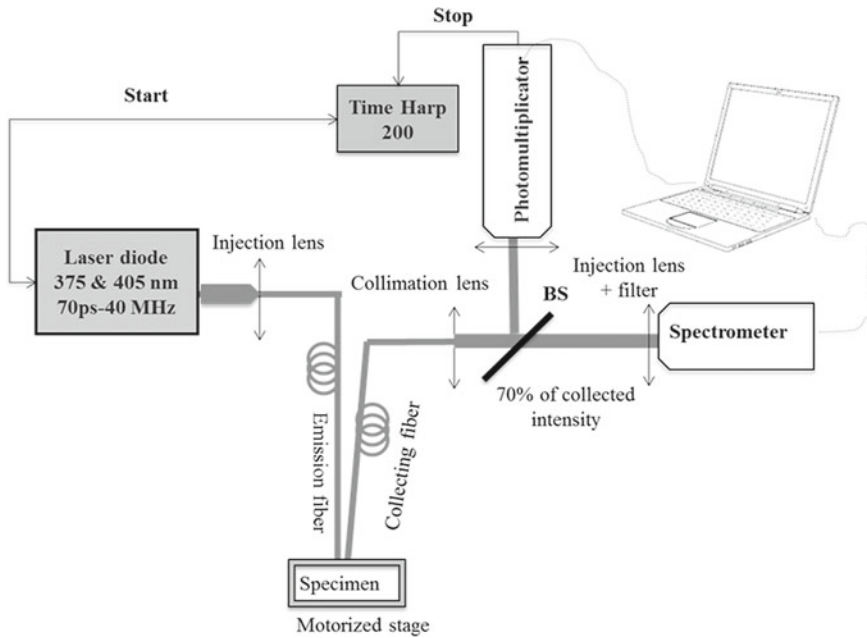 Stop
Start
Time Harp
200
Photomultiplicator
Laser diode
375 & 405 nm
70ps-40 MHz
Injection lens
Collimation lens
Injection lens
+ filter
BS
Spectrometer
70% of collected
intensity
Emission fiber
Collecting fiber
Specimen
Motorized stage